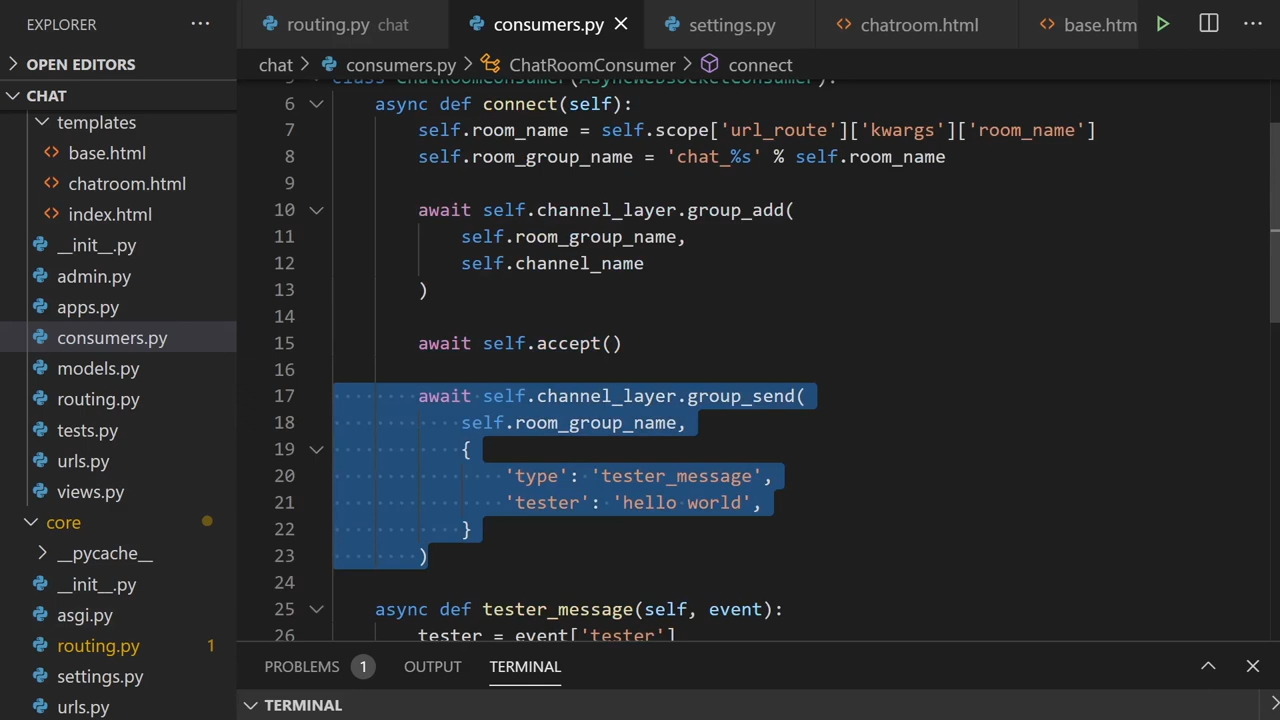 EXPLORER
routing.py chat
consumers.py
settings.py
chatroom.html
base.htm
OPEN EDITORS
chat
consumers.py
ChatRoomConsumer
connect
CHAT
templates
base.html
chatroom.html
index.html
__init__.py
admin.py
apps.py
consumers.py
models.py
routing.py
tests.py
urls.py
views.py
core
__pycache__
__init__.py
asgi.py
routing.py 1
settings.py
urls.py
5 class ChatRoomConsumer(AsyncWebsocketConsumer):
6 async def connect(self):
7 self.room_name = self.scope['url_route']['kwargs']['room_name']
8 self.room_group_name = 'chat_%s' % self.room_name
9
10 await self.channel_layer.group_add(
11 self.room_group_name,
12 self.channel_name
13 )
14
15 await self.accept()
16
17 await self.channel_layer.group_send(
18 self.room_group_name,
19 {
20 'type': 'tester_message',
21 'tester': 'hello world',
22 }
23 )
24
25 async def tester_message(self, event):
26 tester = event['tester']
PROBLEMS 1
OUTPUT
TERMINAL
TERMINAL